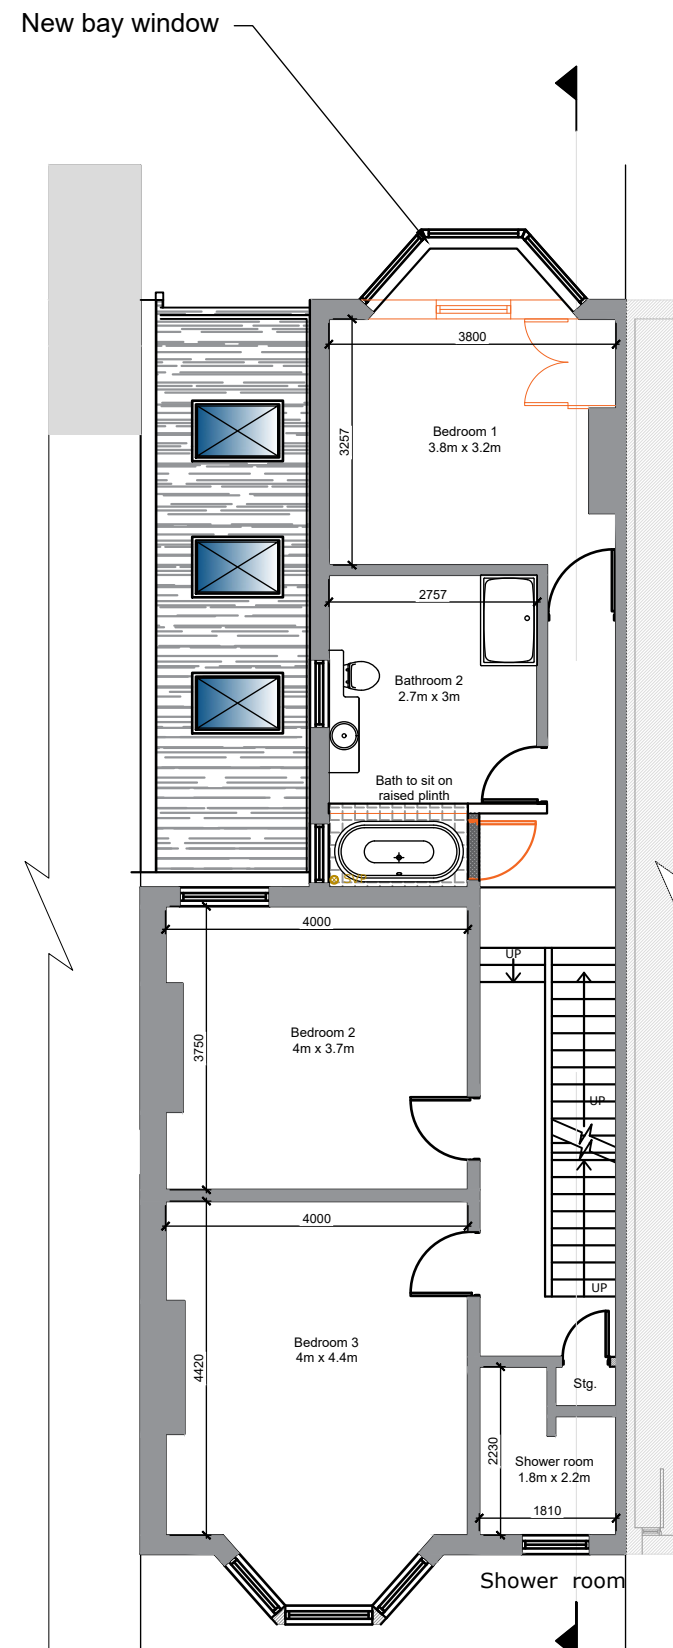 New bay window
3800
Bedroom 1
3.8m x 3.2m
3257
2757
Bathroom 2
2.7m x 3m
Bath to sit on
raised plinth
4000
UP
Bedroom 2
4m x 3.7m
3750
UP
4000
UP
Bedroom 3
4m x 4.4m
4420
Stg.
2230
Shower room
1.8m x 2.2m
1810
Shower room